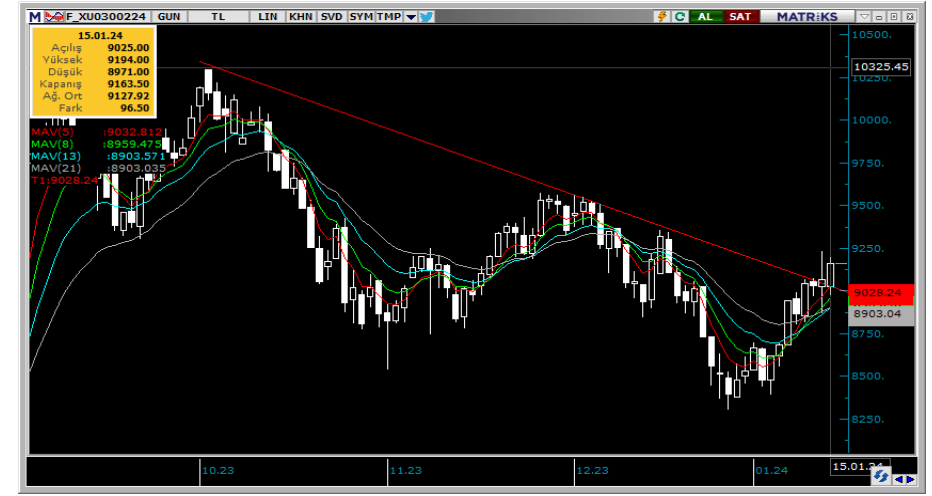 M F_XU0300224 GUN TL LIN KHN SVD SYM TMP C AL SAT MATRiKS
15.01.24
Açılış 9025.00
Yüksek 9194.00
Düşük 8971.00
Kapanış 9163.50
Ağ. Ort 9127.92
Fark 96.50
MAV(5) :9032.812
MAV(8) :8959.475
MAV(13) :8903.571
MAV(21) :8903.035
T1:9028.24
10500.
10325.45
10250.
10000.
9750.
9500.
9250.
9028.24
8903.04
8750.
8500.
8250.
10.23 11.23 12.23 01.24 15.01.24